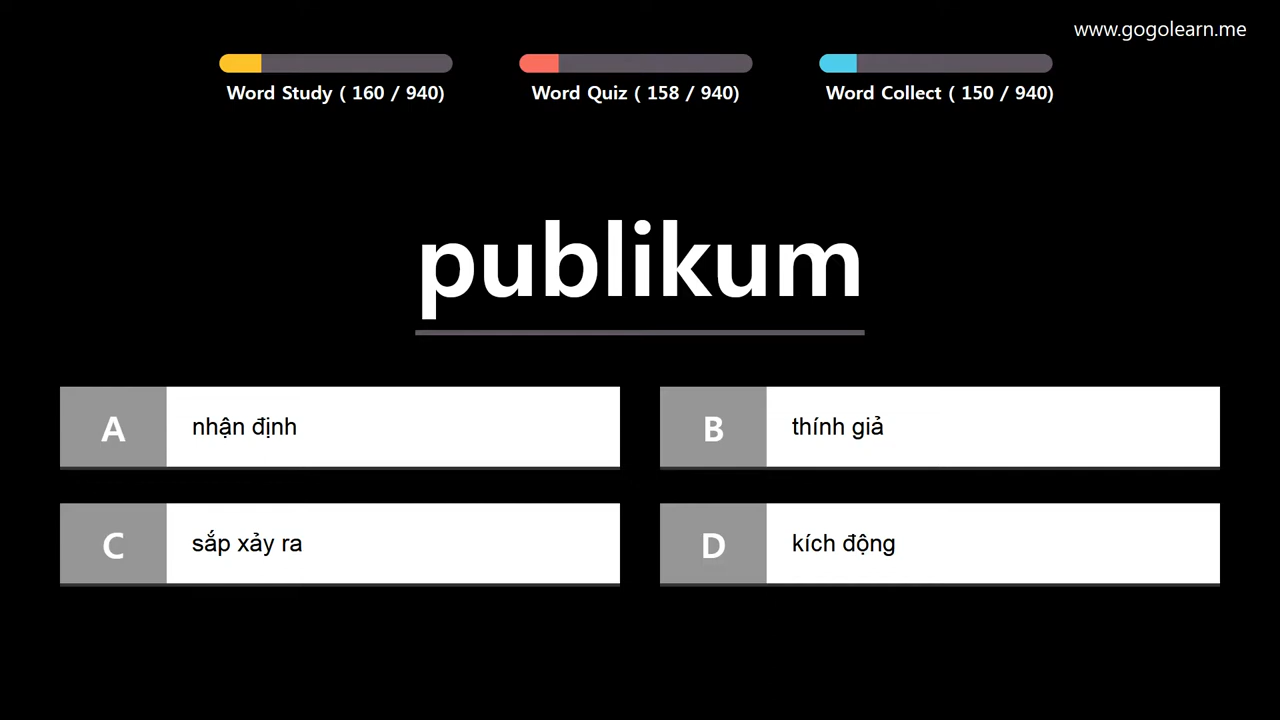 www.gogolearn.me
Word Study ( 160 / 940)
Word Quiz ( 158 / 940)
Word Collect ( 150 / 940)
publikum
A
nhận định
B
thính giả
C
sắp xảy ra
D
kích động